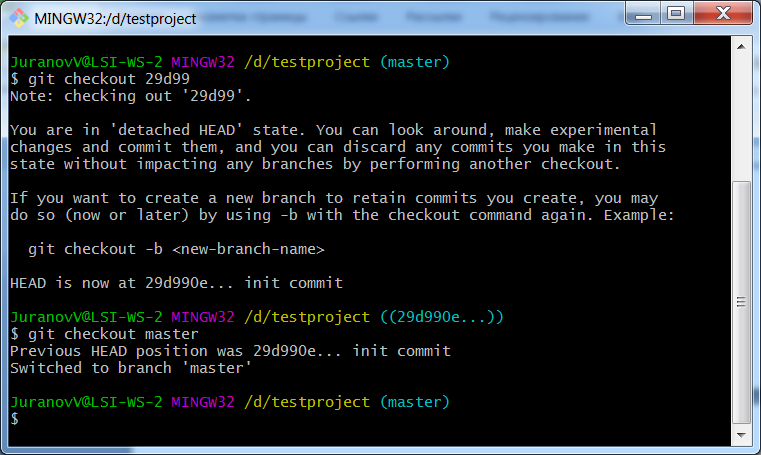 MINGW32:/d/testproject
JuranovV@LSI-WS-2 MINGW32 /d/testproject (master)
$ git checkout 29d99
Note: checking out '29d99'.
You are in 'detached HEAD' state. You can look around, make experimental
changes and commit them, and you can discard any commits you make in this
state without impacting any branches by performing another checkout.
If you want to create a new branch to retain commits you create, you may
do so (now or later) by using -b with the checkout command again. Example:
git checkout -b <new-branch-name>
HEAD is now at 29d990e... init commit
JuranovV@LSI-WS-2 MINGW32 /d/testproject ((29d990e...))
$ git checkout master
Previous HEAD position was 29d990e... init commit
Switched to branch 'master'
JuranovV@LSI-WS-2 MINGW32 /d/testproject (master)
$